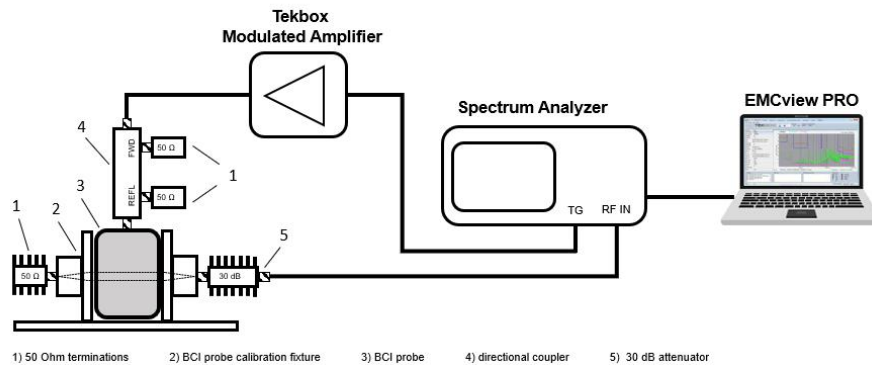 Tekbox
Modulated Amplifier
Spectrum Analyzer
EMCview PRO
4
FWD
50 Ω
REFL
50 Ω
1
3
2
1
50 Ω
30 dB
5
TG
RF IN
1) 50 Ohm terminations
2) BCI probe calibration fixture
3) BCI probe
4) directional coupler
5) 30 dB attenuator